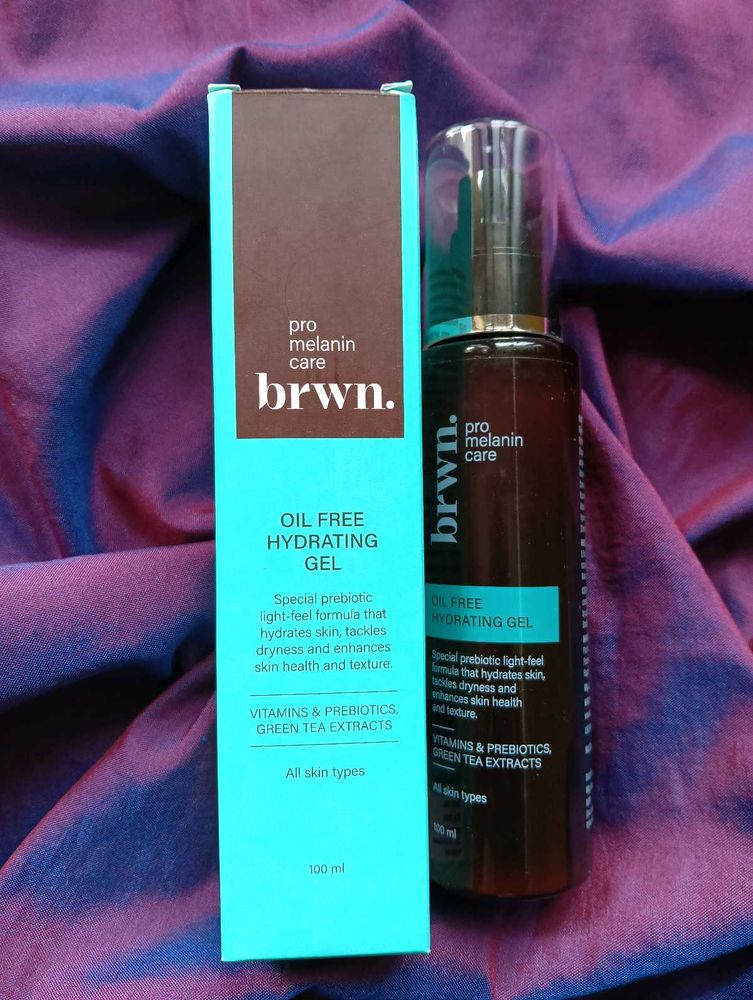 pro
melanin
care
brwn.
OIL FREE
HYDRATING
GEL
Special prebiotic
light-feel formula that
hydrates skin, tackles
dryness and enhances
skin health and texture.
VITAMINS & PREBIOTICS,
GREEN TEA EXTRACTS
All skin types
100 ml
brwn.
pro
melanin
care
OIL FREE
HYDRATING GEL
Special prebiotic light-feel
formula that hydrates skin,
tackles dryness and
enhances skin health
and texture.
VITAMINS & PREBIOTICS,
GREEN TEA EXTRACTS
All skin types
100 ml